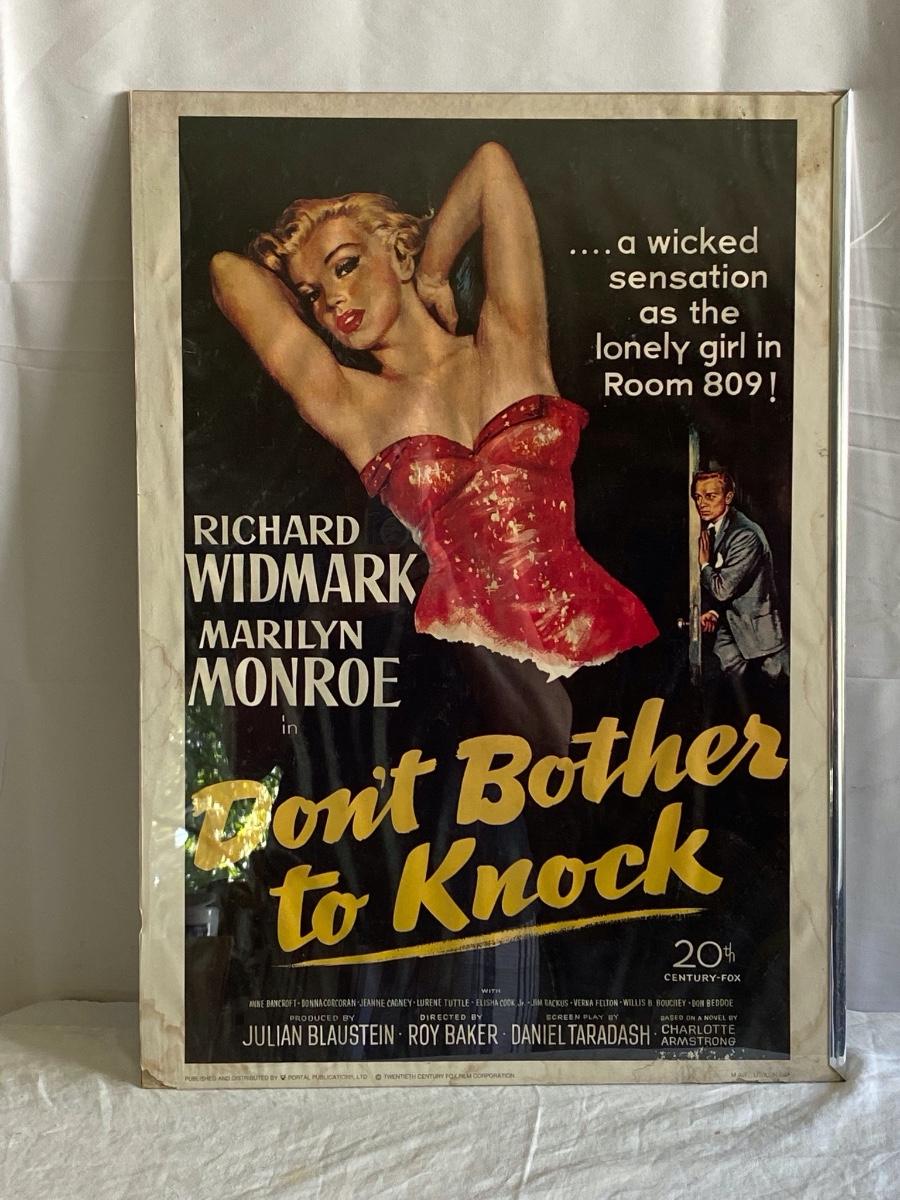 ....a wicked
sensation
as the
lonely girl in
Room 809!
RICHARD
WIDMARK
MARILYN
MONROE
in
Don't Bother
to Knock
20th
CENTURY-FOX
WITH
ANNE BANCROFT · DONNA CORCORAN · JEANNE CAGNEY · LURENE TUTTLE · ELISHA COOK Jr. · JIM BACKUS · VERNA FELTON · WILLIS B. BOUCHEY · DON BEDDOE
PRODUCED BY DIRECTED BY SCREEN PLAY BY BASED ON A NOVEL BY
JULIAN BLAUSTEIN · ROY BAKER · DANIEL TARADASH · CHARLOTTE
ARMSTRONG
PUBLISHED AND DISTRIBUTED BY PORTAL PUBLICATIONS, LTD © TWENTIETH CENTURY FOX FILM CORPORATION